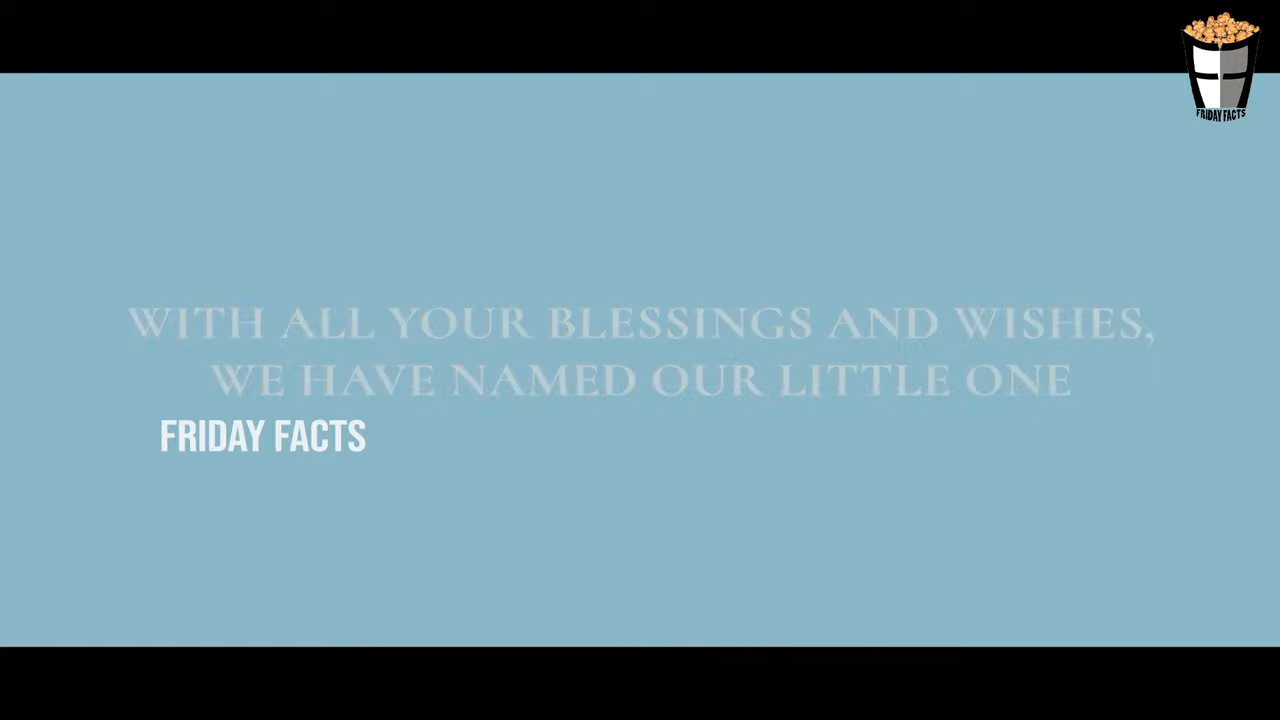 FRIDAY FACTS
WITH ALL YOUR BLESSINGS AND WISHES,
WE HAVE NAMED OUR LITTLE ONE
FRIDAY FACTS